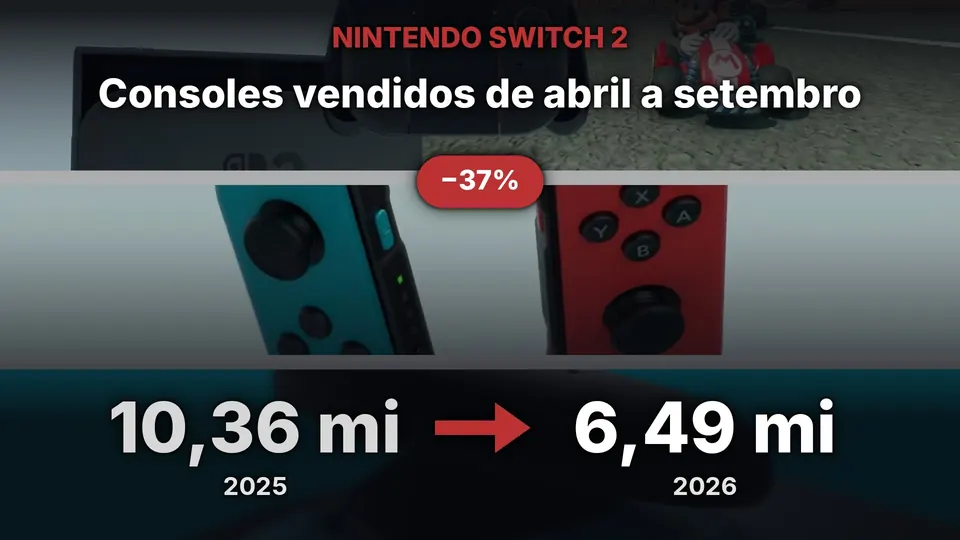 NINTENDO SWITCH 2
Consoles vendidos de abril a setembro
−37%
X
Y
A
B
10,36 mi
6,49 mi
2025
2026